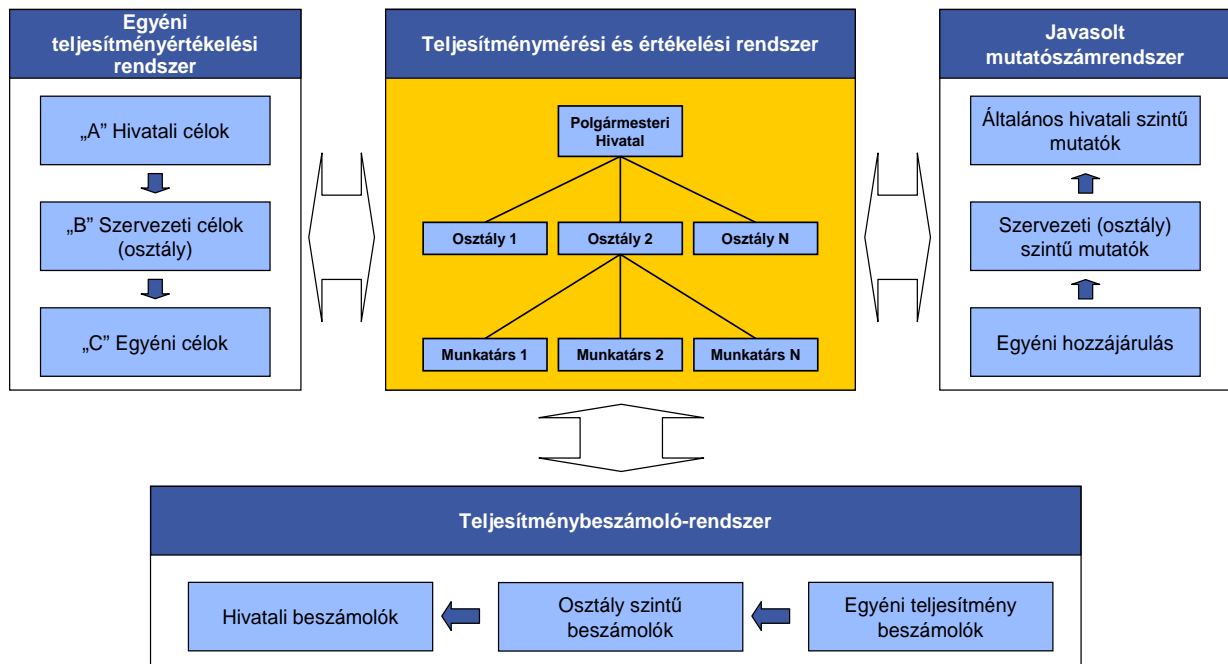 Egyéni
teljesítményértékelési
rendszer
„A” Hivatali célok
„B” Szervezeti célok
(osztály)
„C” Egyéni célok
Teljesítménymérési és értékelési rendszer
Polgármesteri
Hivatal
Osztály 1
Osztály 2
Osztály N
Munkatárs 1
Munkatárs 2
Munkatárs N
Javasolt
mutatószámrendszer
Általános hivatali szintű
mutatók
Szervezeti (osztály)
szintű mutatók
Egyéni hozzájárulás
Teljesítménybeszámoló-rendszer
Hivatali beszámolók
Osztály szintű
beszámolók
Egyéni teljesítmény
beszámolók